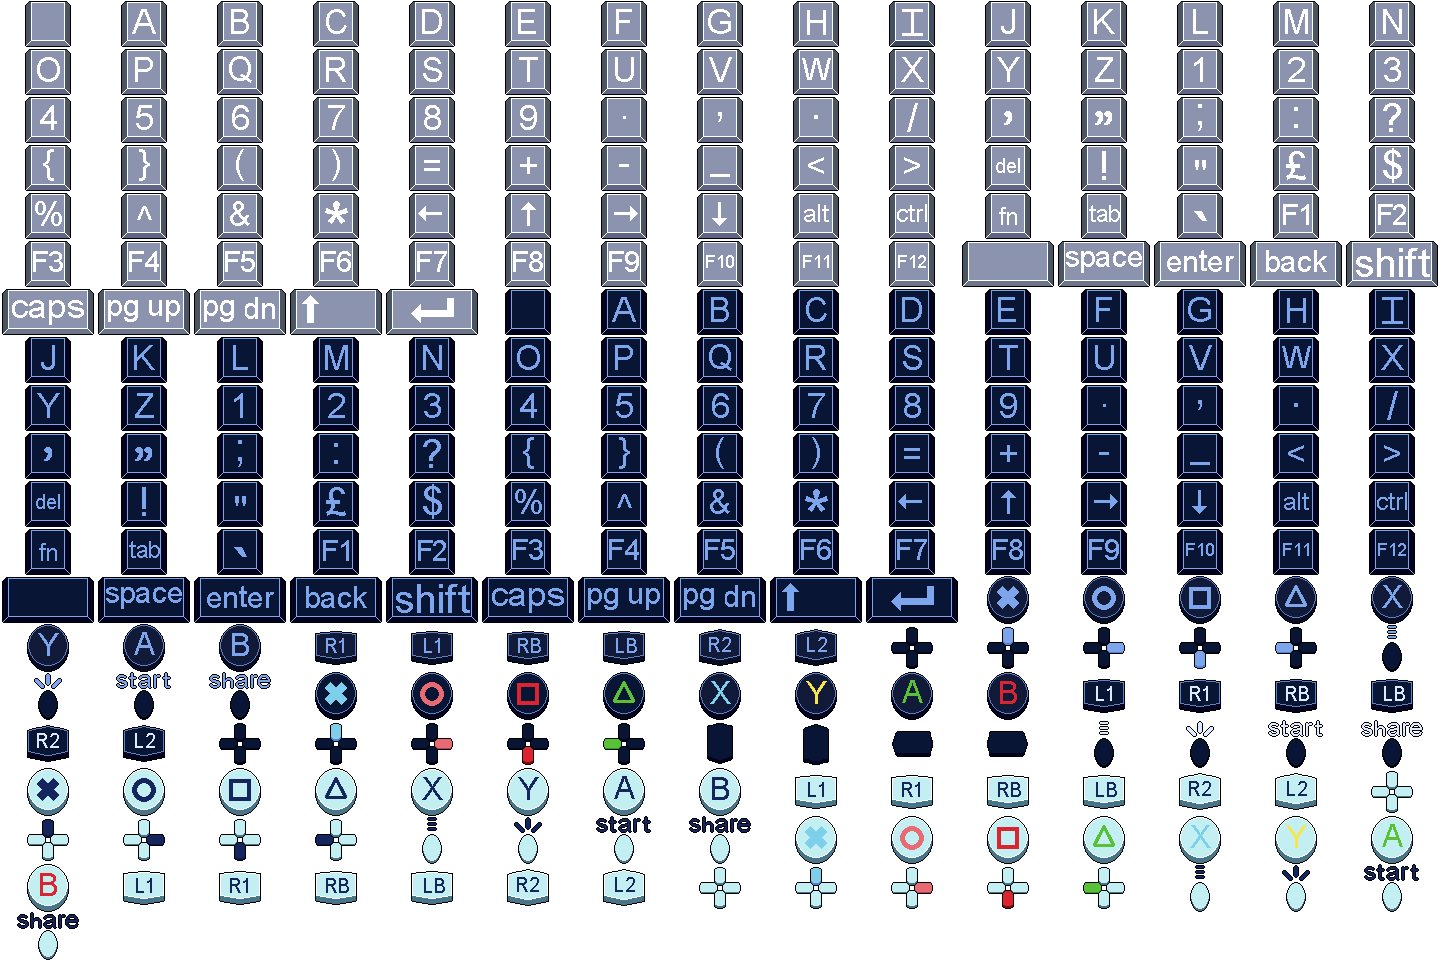 A B C D E F G H I J K L M N
O P Q R S T U V W X Y Z 1 2 3
4 5 6 7 8 9 · , · / ’ ” ; : ?
{ } ( ) = + - _ < > del ! " £ $
% ^ & * ← ↑ → ↓ alt ctrl fn tab ` F1 F2
F3 F4 F5 F6 F7 F8 F9 F10 F11 F12 space enter back shift
caps pg up pg dn ↑ ↵ A B C D E F G H I
J K L M N O P Q R S T U V W X
Y Z 1 2 3 4 5 6 7 8 9 · , · /
’ ” ; : ? { } ( ) = + - _ < >
del ! " £ $ % ^ & * ← ↑ → ↓ alt ctrl
fn tab ` F1 F2 F3 F4 F5 F6 F7 F8 F9 F10 F11 F12
space enter back shift caps pg up pg dn ↑ ↵ ✖ ○ □ △ X
Y A B R1 L1 RB LB R2 L2
start share ✖ ○ □ △ X Y A B L1 R1 RB LB
R2 L2 start share
✖ ○ □ △ X Y A B L1 R1 RB LB R2 L2
start share ✖ ○ □ △ X Y A
B L1 R1 RB LB R2 L2 start
share